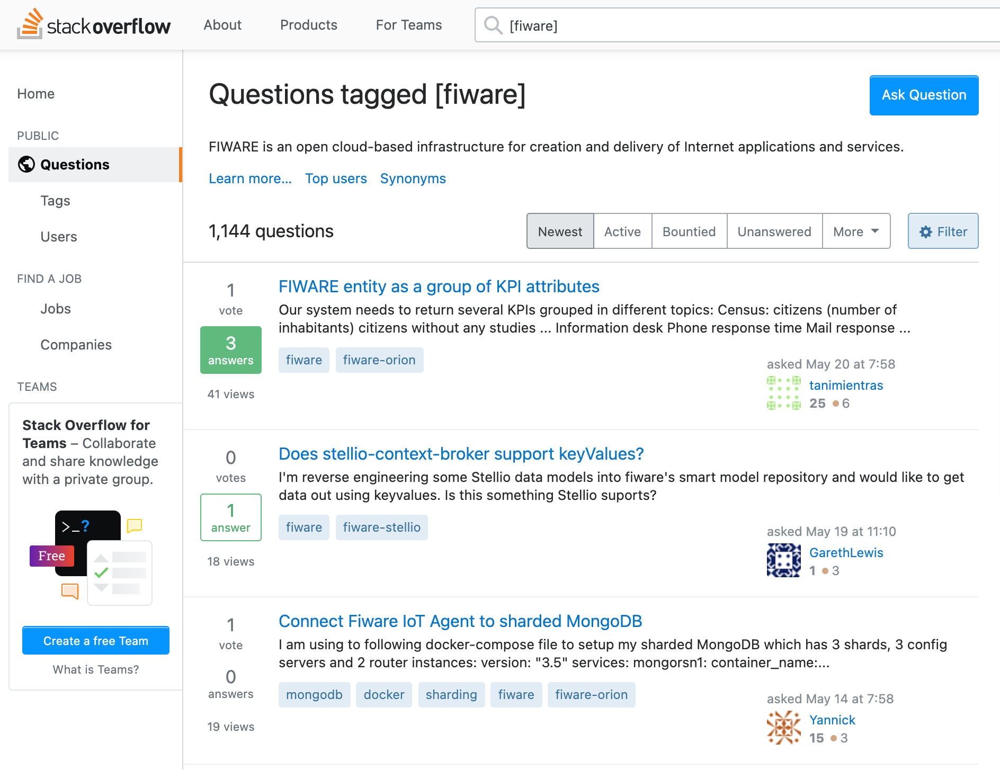 stackoverflow
About
Products
For Teams
[fiware]
Home
PUBLIC
Questions
Tags
Users
FIND A JOB
Jobs
Companies
TEAMS
Stack Overflow for
Teams – Collaborate
and share knowledge
with a private group.
>_?
Free
Create a free Team
What is Teams?
Questions tagged [fiware]
Ask Question
FIWARE is an open cloud-based infrastructure for creation and delivery of Internet applications and services.
Learn more... Top users Synonyms
1,144 questions
Newest
Active
Bountied
Unanswered
More
Filter
1
vote
3
answers
41 views
FIWARE entity as a group of KPI attributes
Our system needs to return several KPIs grouped in different topics: Census: citizens (number of
inhabitants) citizens without any studies ... Information desk Phone response time Mail response ...
fiware
fiware-orion
asked May 20 at 7:58
tanimientras
25 ● 6
0
votes
1
answer
18 views
Does stellio-context-broker support keyValues?
I'm reverse engineering some Stellio data models into fiware's smart model repository and would like to get
data out using keyvalues. Is this something Stellio suports?
fiware
fiware-stellio
asked May 19 at 11:10
GarethLewis
1 ● 3
1
vote
0
answers
19 views
Connect Fiware IoT Agent to sharded MongoDB
I am using to following docker-compose file to setup my sharded MongoDB which has 3 shards, 3 config
servers and 2 router instances: version: "3.5" services: mongorsn1: container_name:...
mongodb
docker
sharding
fiware
fiware-orion
asked May 14 at 7:58
Yannick
15 ● 3